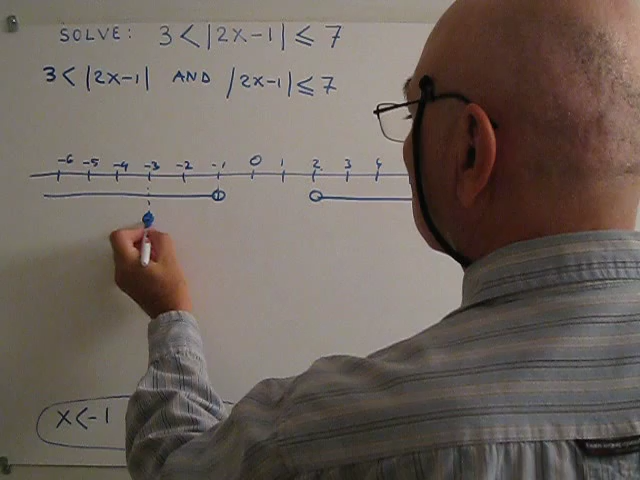 SOLVE: 3 < |2X-1| ≤ 7
3 < |2X-1| AND |2X-1| ≤ 7
-6 -5 -4 -3 -2 -1 0 1 2 3 4
X < -1